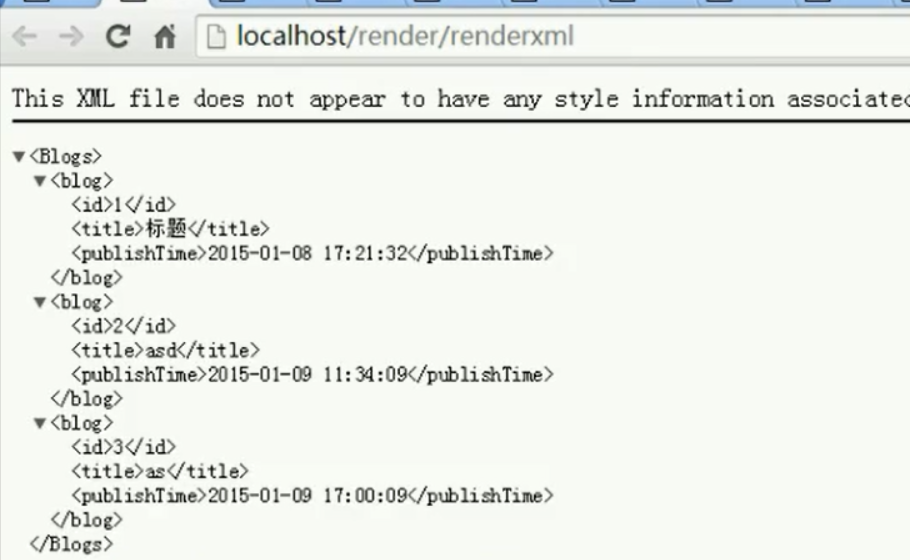 localhost/render/renderxml
This XML file does not appear to have any style information associated
<Blogs>
<blog>
<id>1</id>
<title>标题</title>
<publishTime>2015-01-08 17:21:32</publishTime>
</blog>
<blog>
<id>2</id>
<title>asd</title>
<publishTime>2015-01-09 11:34:09</publishTime>
</blog>
<blog>
<id>3</id>
<title>as</title>
<publishTime>2015-01-09 17:00:09</publishTime>
</blog>
</Blogs>